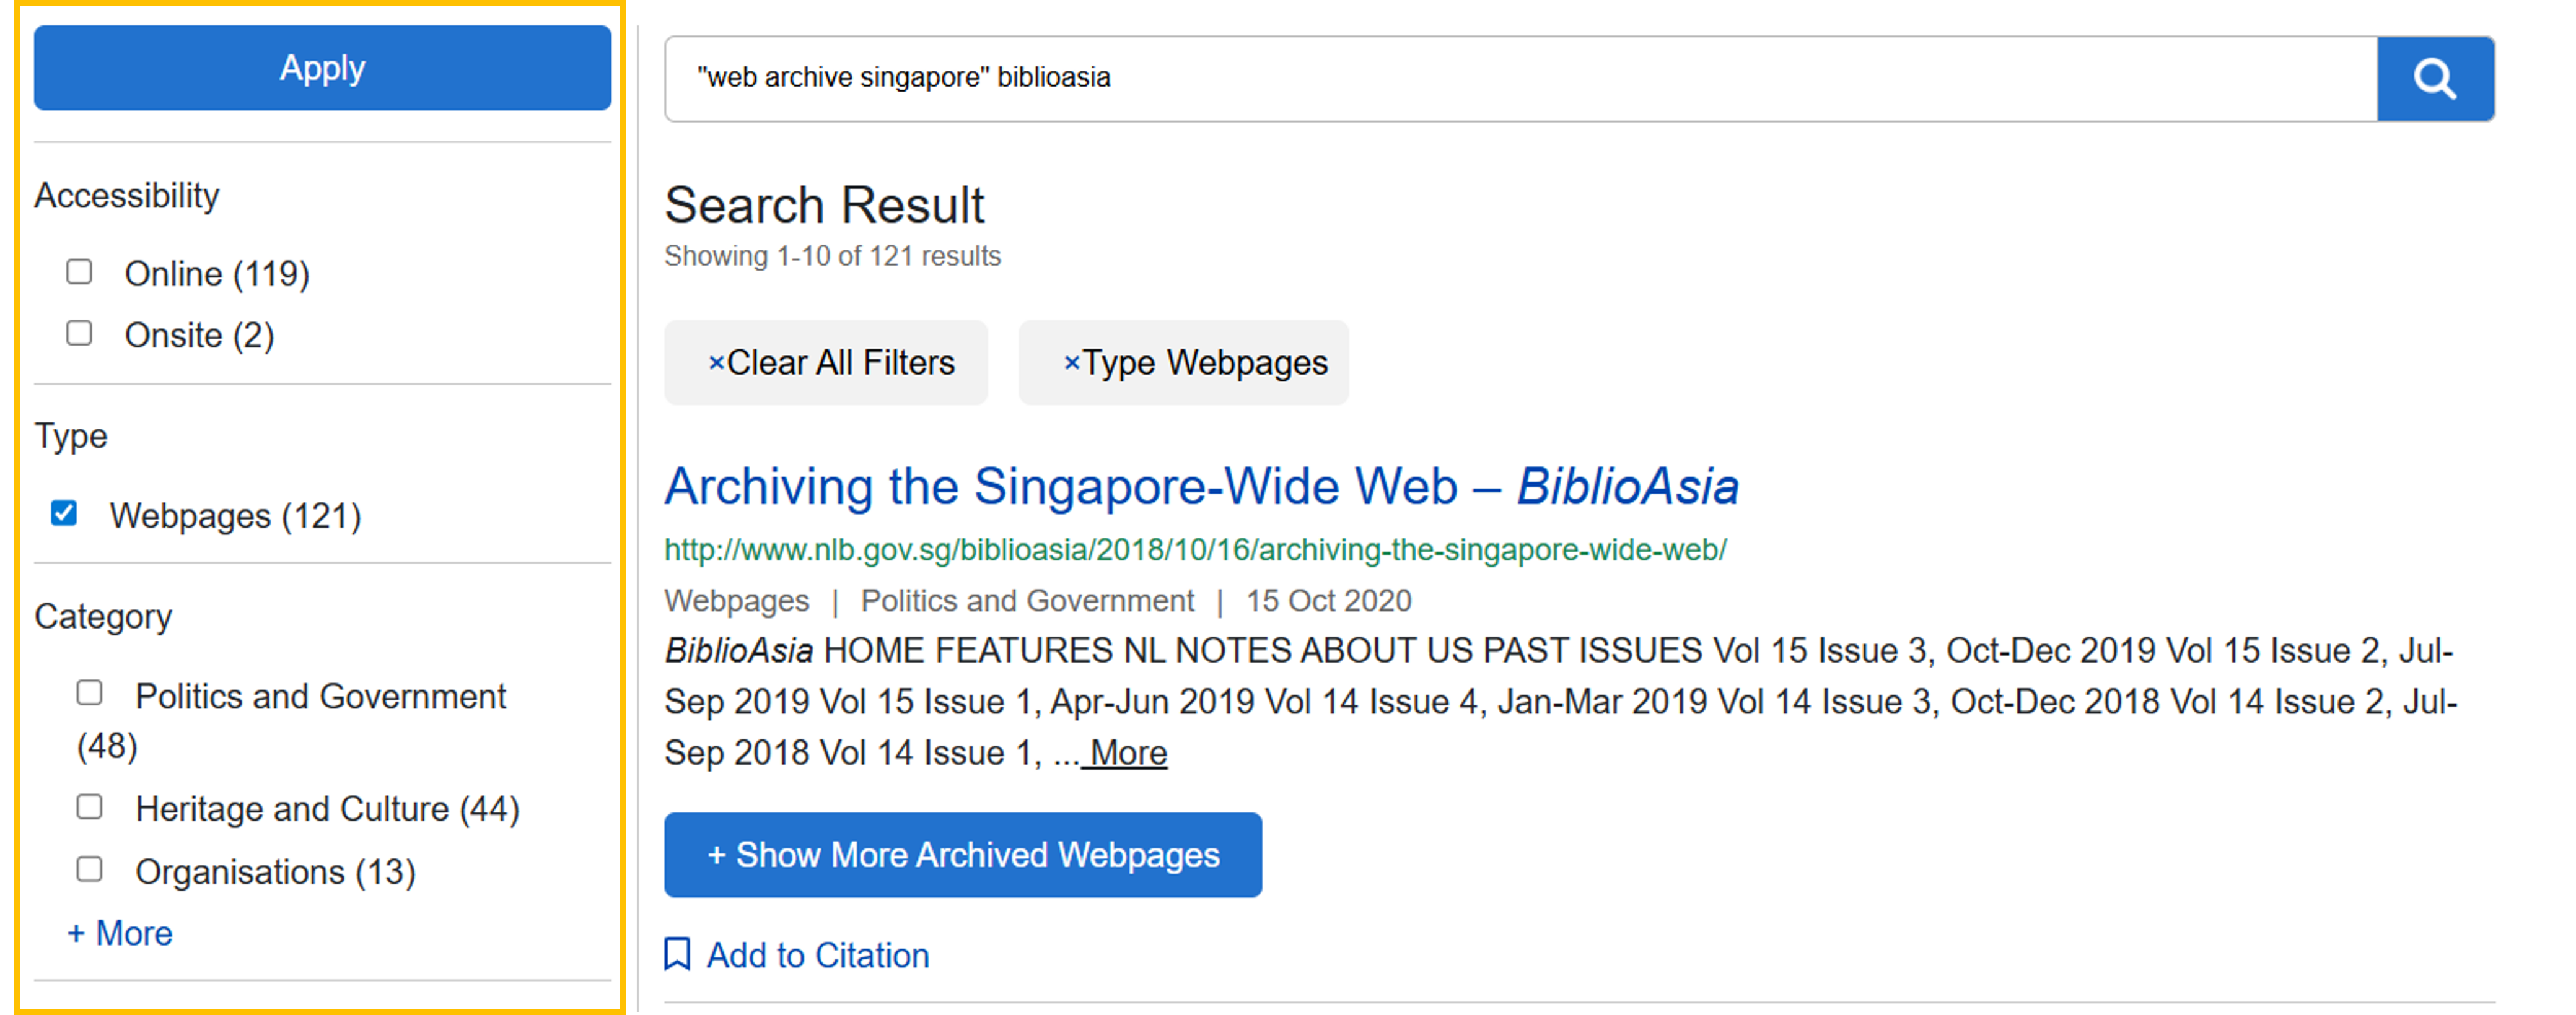 Apply
Accessibility
Online (119)
Onsite (2)
Type
Webpages (121)
Category
Politics and Government
(48)
Heritage and Culture (44)
Organisations (13)
+ More
"web archive singapore" biblioasia
Search Result
Showing 1-10 of 121 results
×Clear All Filters
×Type Webpages
Archiving the Singapore-Wide Web – BiblioAsia
http://www.nlb.gov.sg/biblioasia/2018/10/16/archiving-the-singapore-wide-web/
Webpages | Politics and Government | 15 Oct 2020
BiblioAsia HOME FEATURES NL NOTES ABOUT US PAST ISSUES Vol 15 Issue 3, Oct-Dec 2019 Vol 15 Issue 2, Jul-
Sep 2019 Vol 15 Issue 1, Apr-Jun 2019 Vol 14 Issue 4, Jan-Mar 2019 Vol 14 Issue 3, Oct-Dec 2018 Vol 14 Issue 2, Jul-
Sep 2018 Vol 14 Issue 1, ... More
+ Show More Archived Webpages
Add to Citation